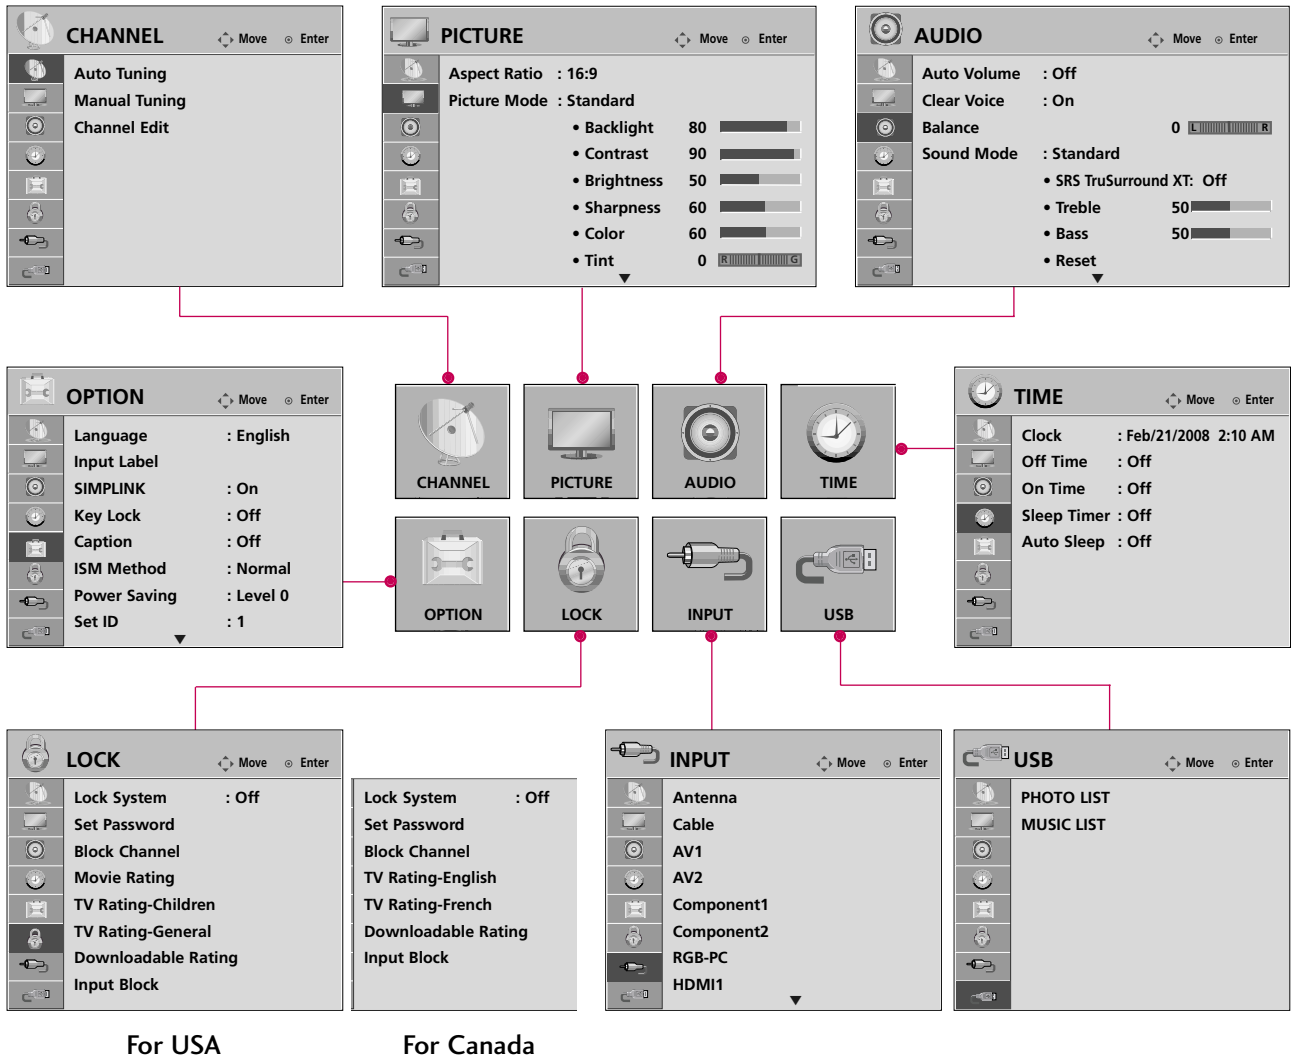 CHANNEL Move Enter
Auto Tuning
Manual Tuning
Channel Edit
PICTURE Move Enter
Aspect Ratio : 16:9
Picture Mode : Standard
• Backlight 80
• Contrast 90
• Brightness 50
• Sharpness 60
• Color 60
• Tint 0 R G
AUDIO Move Enter
Auto Volume : Off
Clear Voice : On
Balance 0 L R
Sound Mode : Standard
• SRS TruSurround XT: Off
• Treble 50
• Bass 50
• Reset
OPTION Move Enter
Language : English
Input Label
SIMPLINK : On
Key Lock : Off
Caption : Off
ISM Method : Normal
Power Saving : Level 0
Set ID : 1
CHANNEL
PICTURE
AUDIO
TIME
OPTION
LOCK
INPUT
USB
TIME Move Enter
Clock : Feb/21/2008 2:10 AM
Off Time : Off
On Time : Off
Sleep Timer : Off
Auto Sleep : Off
LOCK Move Enter
Lock System : Off
Set Password
Block Channel
Movie Rating
TV Rating-Children
TV Rating-General
Downloadable Rating
Input Block
For USA
Lock System : Off
Set Password
Block Channel
TV Rating-English
TV Rating-French
Downloadable Rating
Input Block
For Canada
INPUT Move Enter
Antenna
Cable
AV1
AV2
Component1
Component2
RGB-PC
HDMI1
USB Move Enter
PHOTO LIST
MUSIC LIST